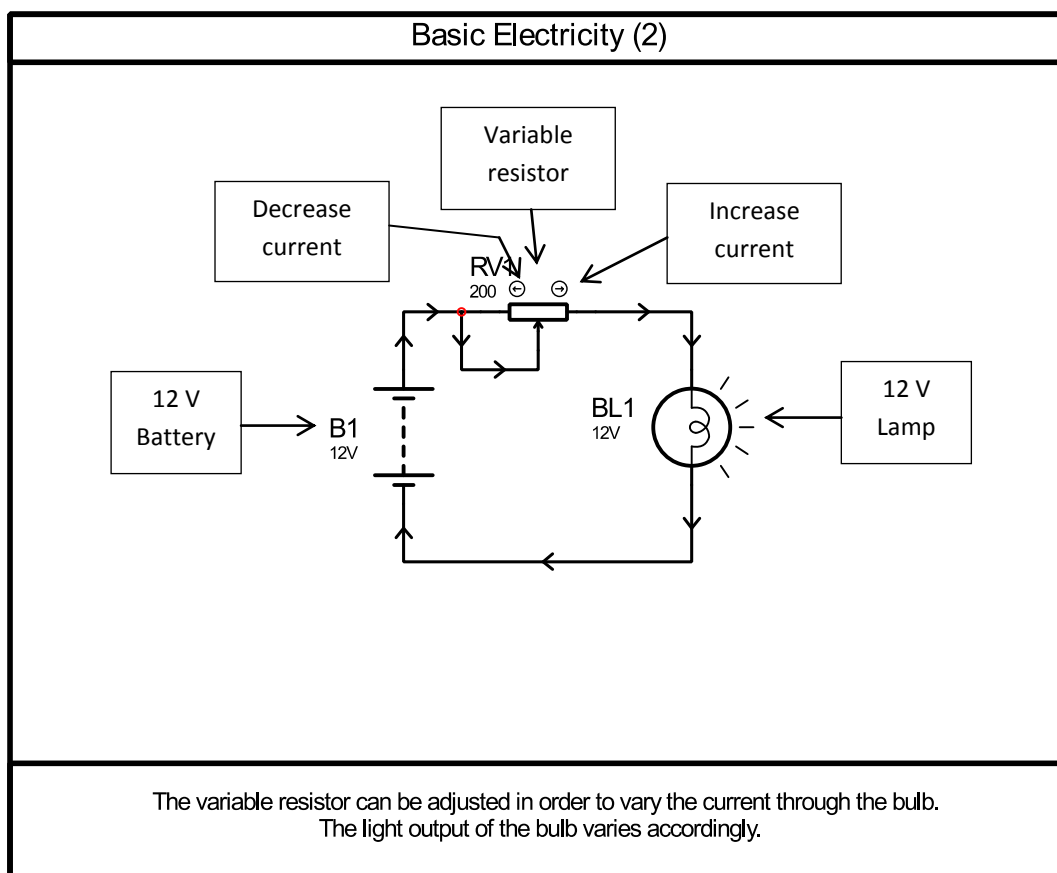 Basic Electricity (2)
Variable
resistor
Decrease
current
Increase
current
RV1
200
12 V
Battery
B1
12V
BL1
12V
12 V
Lamp
The variable resistor can be adjusted in order to vary the current through the bulb.
The light output of the bulb varies accordingly.